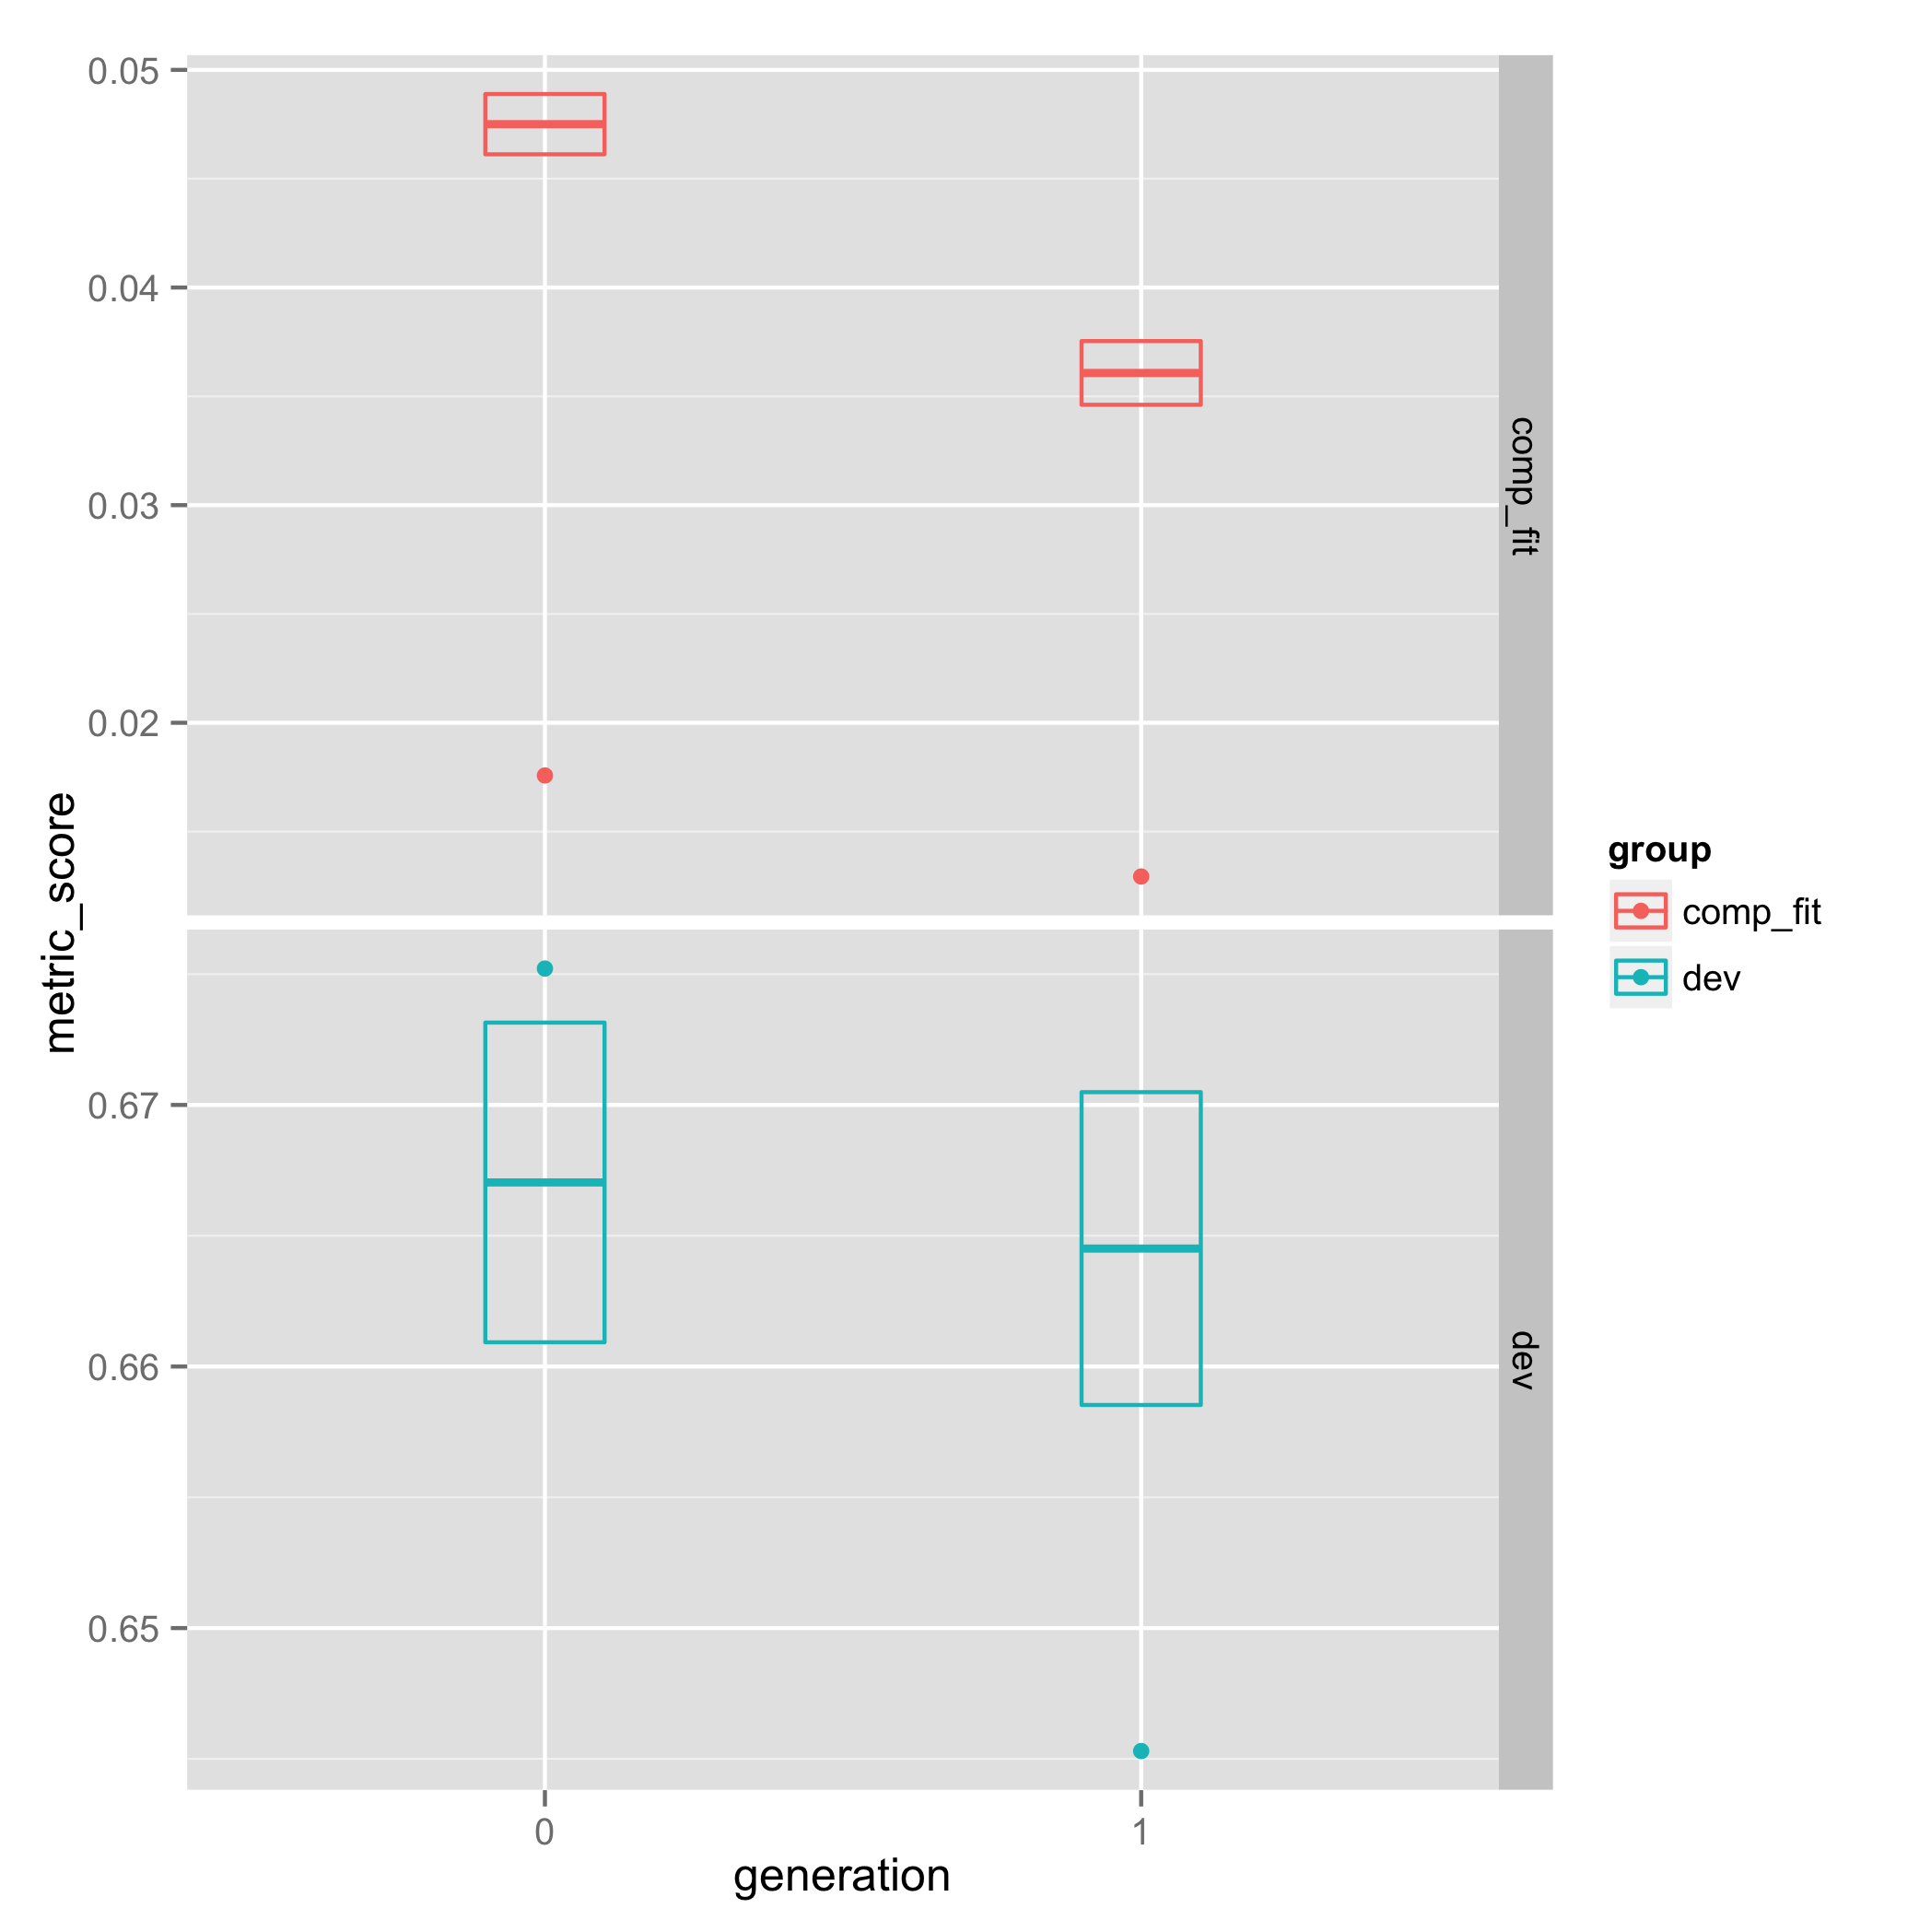 0.05
0.04
0.03
0.02
comp_fit
metric_score
0.67
0.66
0.65
dev
0
1
generation
group
comp_fit
dev